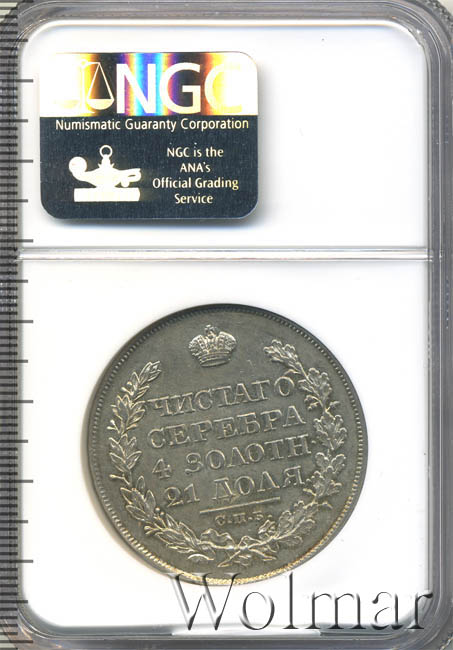 NGC
Numismatic Guaranty Corporation
NGC is the
ANA's
Official Grading
Service
ЧИСТАГО
СЕРЕБРА
4 ЗОЛОТН.
21 ДОЛЯ
С.П.Б.
Wolmar